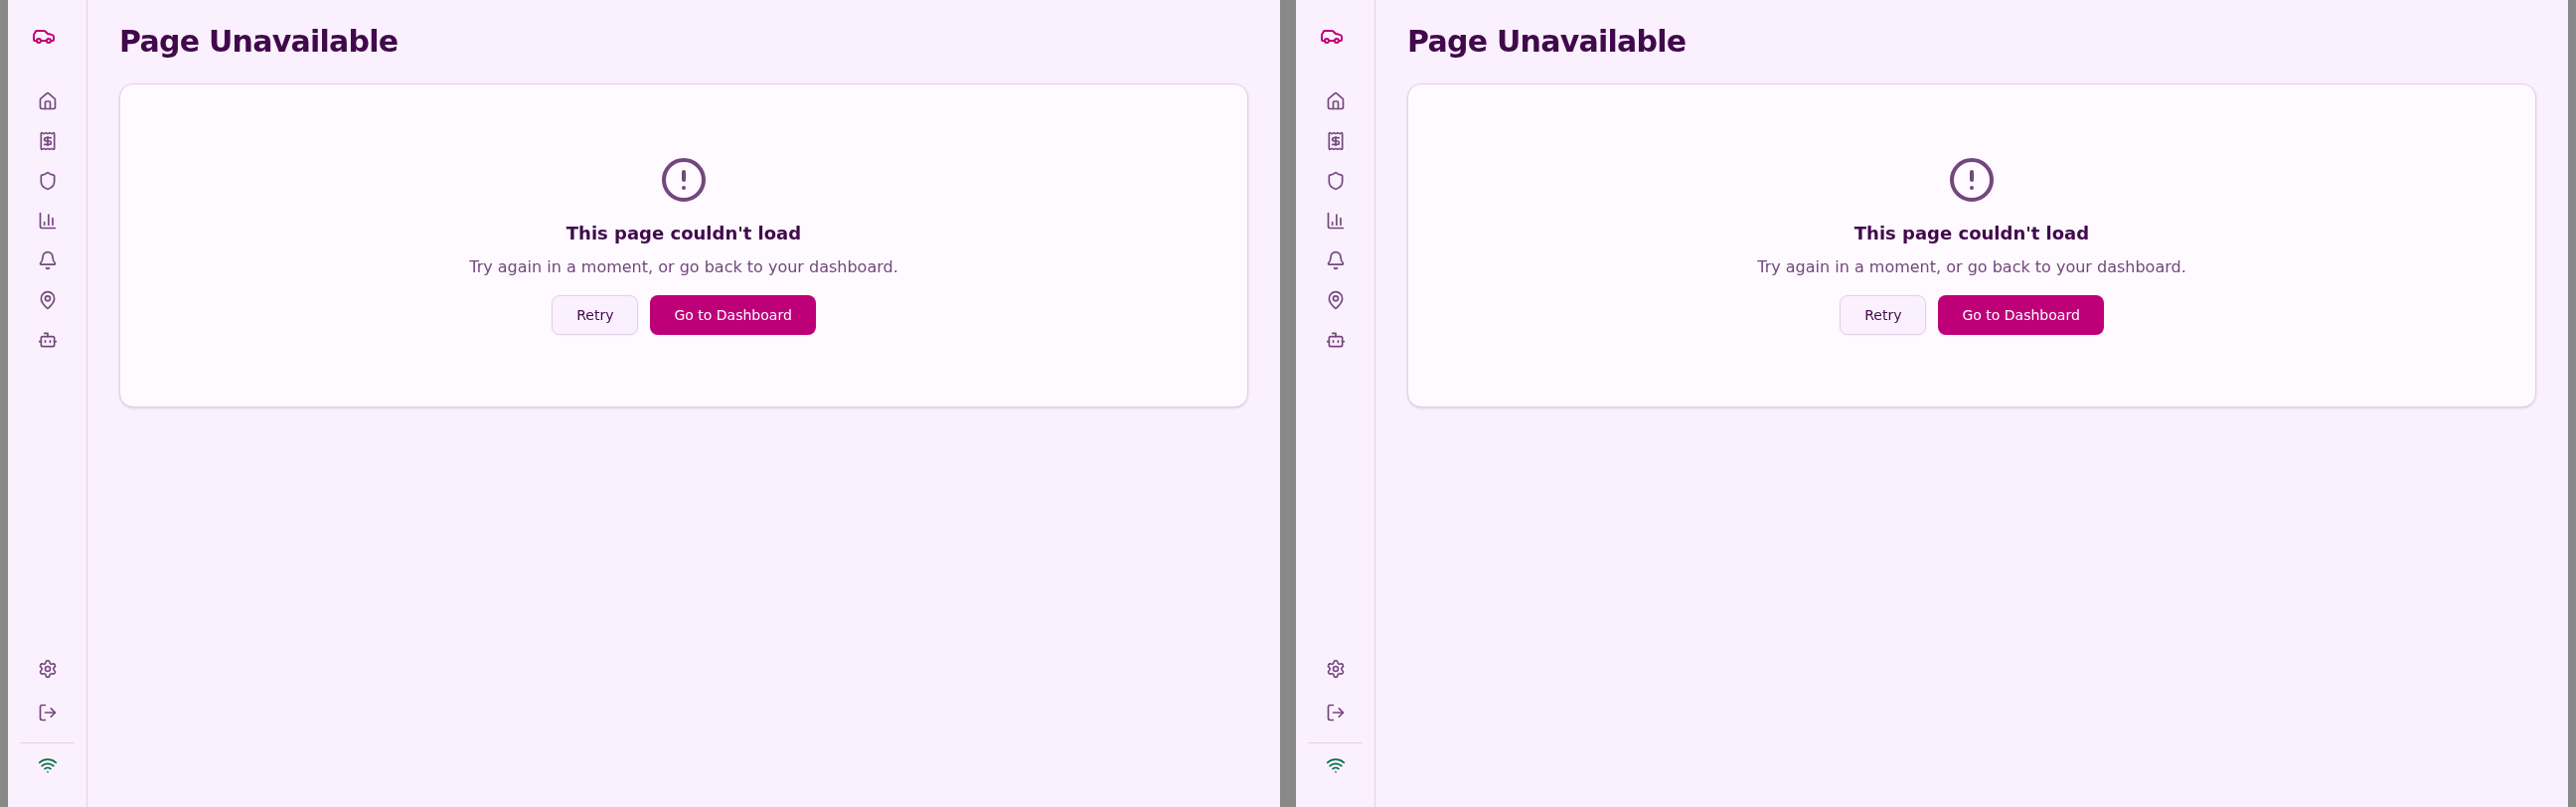 Page Unavailable
This page couldn't load
Try again in a moment, or go back to your dashboard.
Retry
Go to Dashboard
Page Unavailable
This page couldn't load
Try again in a moment, or go back to your dashboard.
Retry
Go to Dashboard